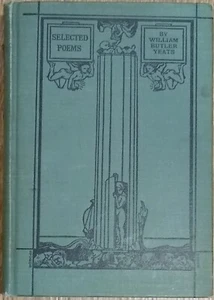 SELECTED
POEMS
BY
WILLIAM
BUTLER
YEATS